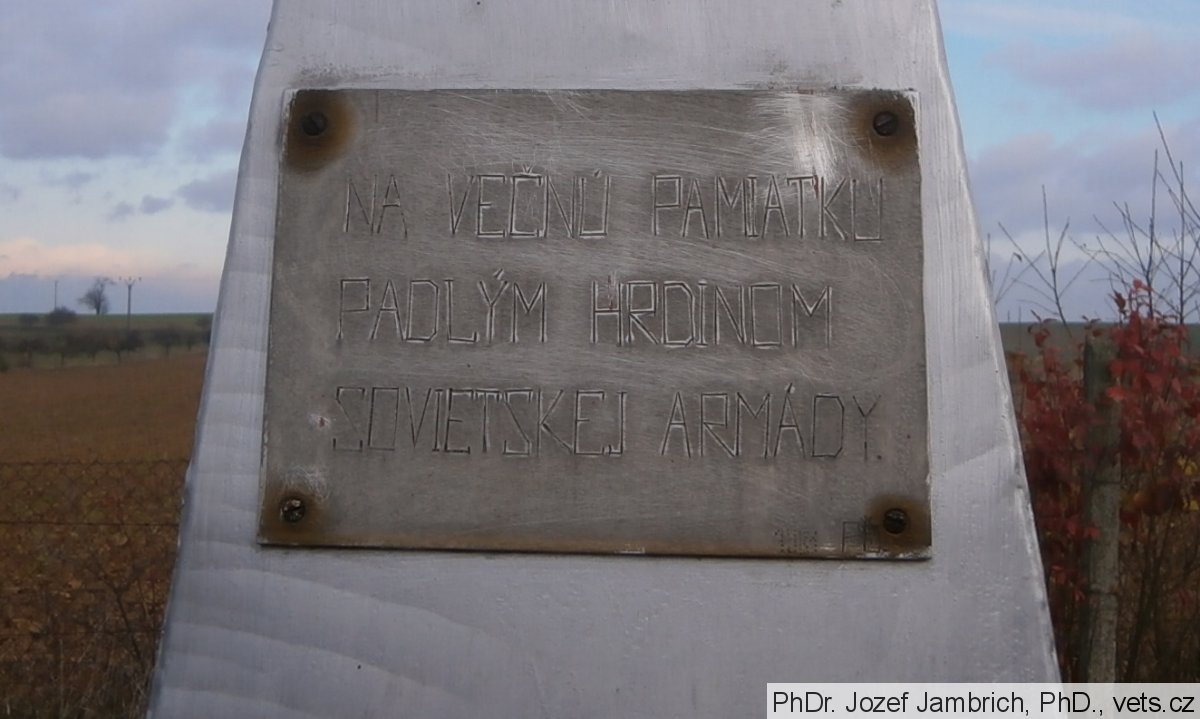 NA VEČNÚ PAMIATKU
PADLÝM HRDINOM
SOVIETSKEJ ARMÁDY.
PhDr. Jozef Jambrich, PhD., vets.cz